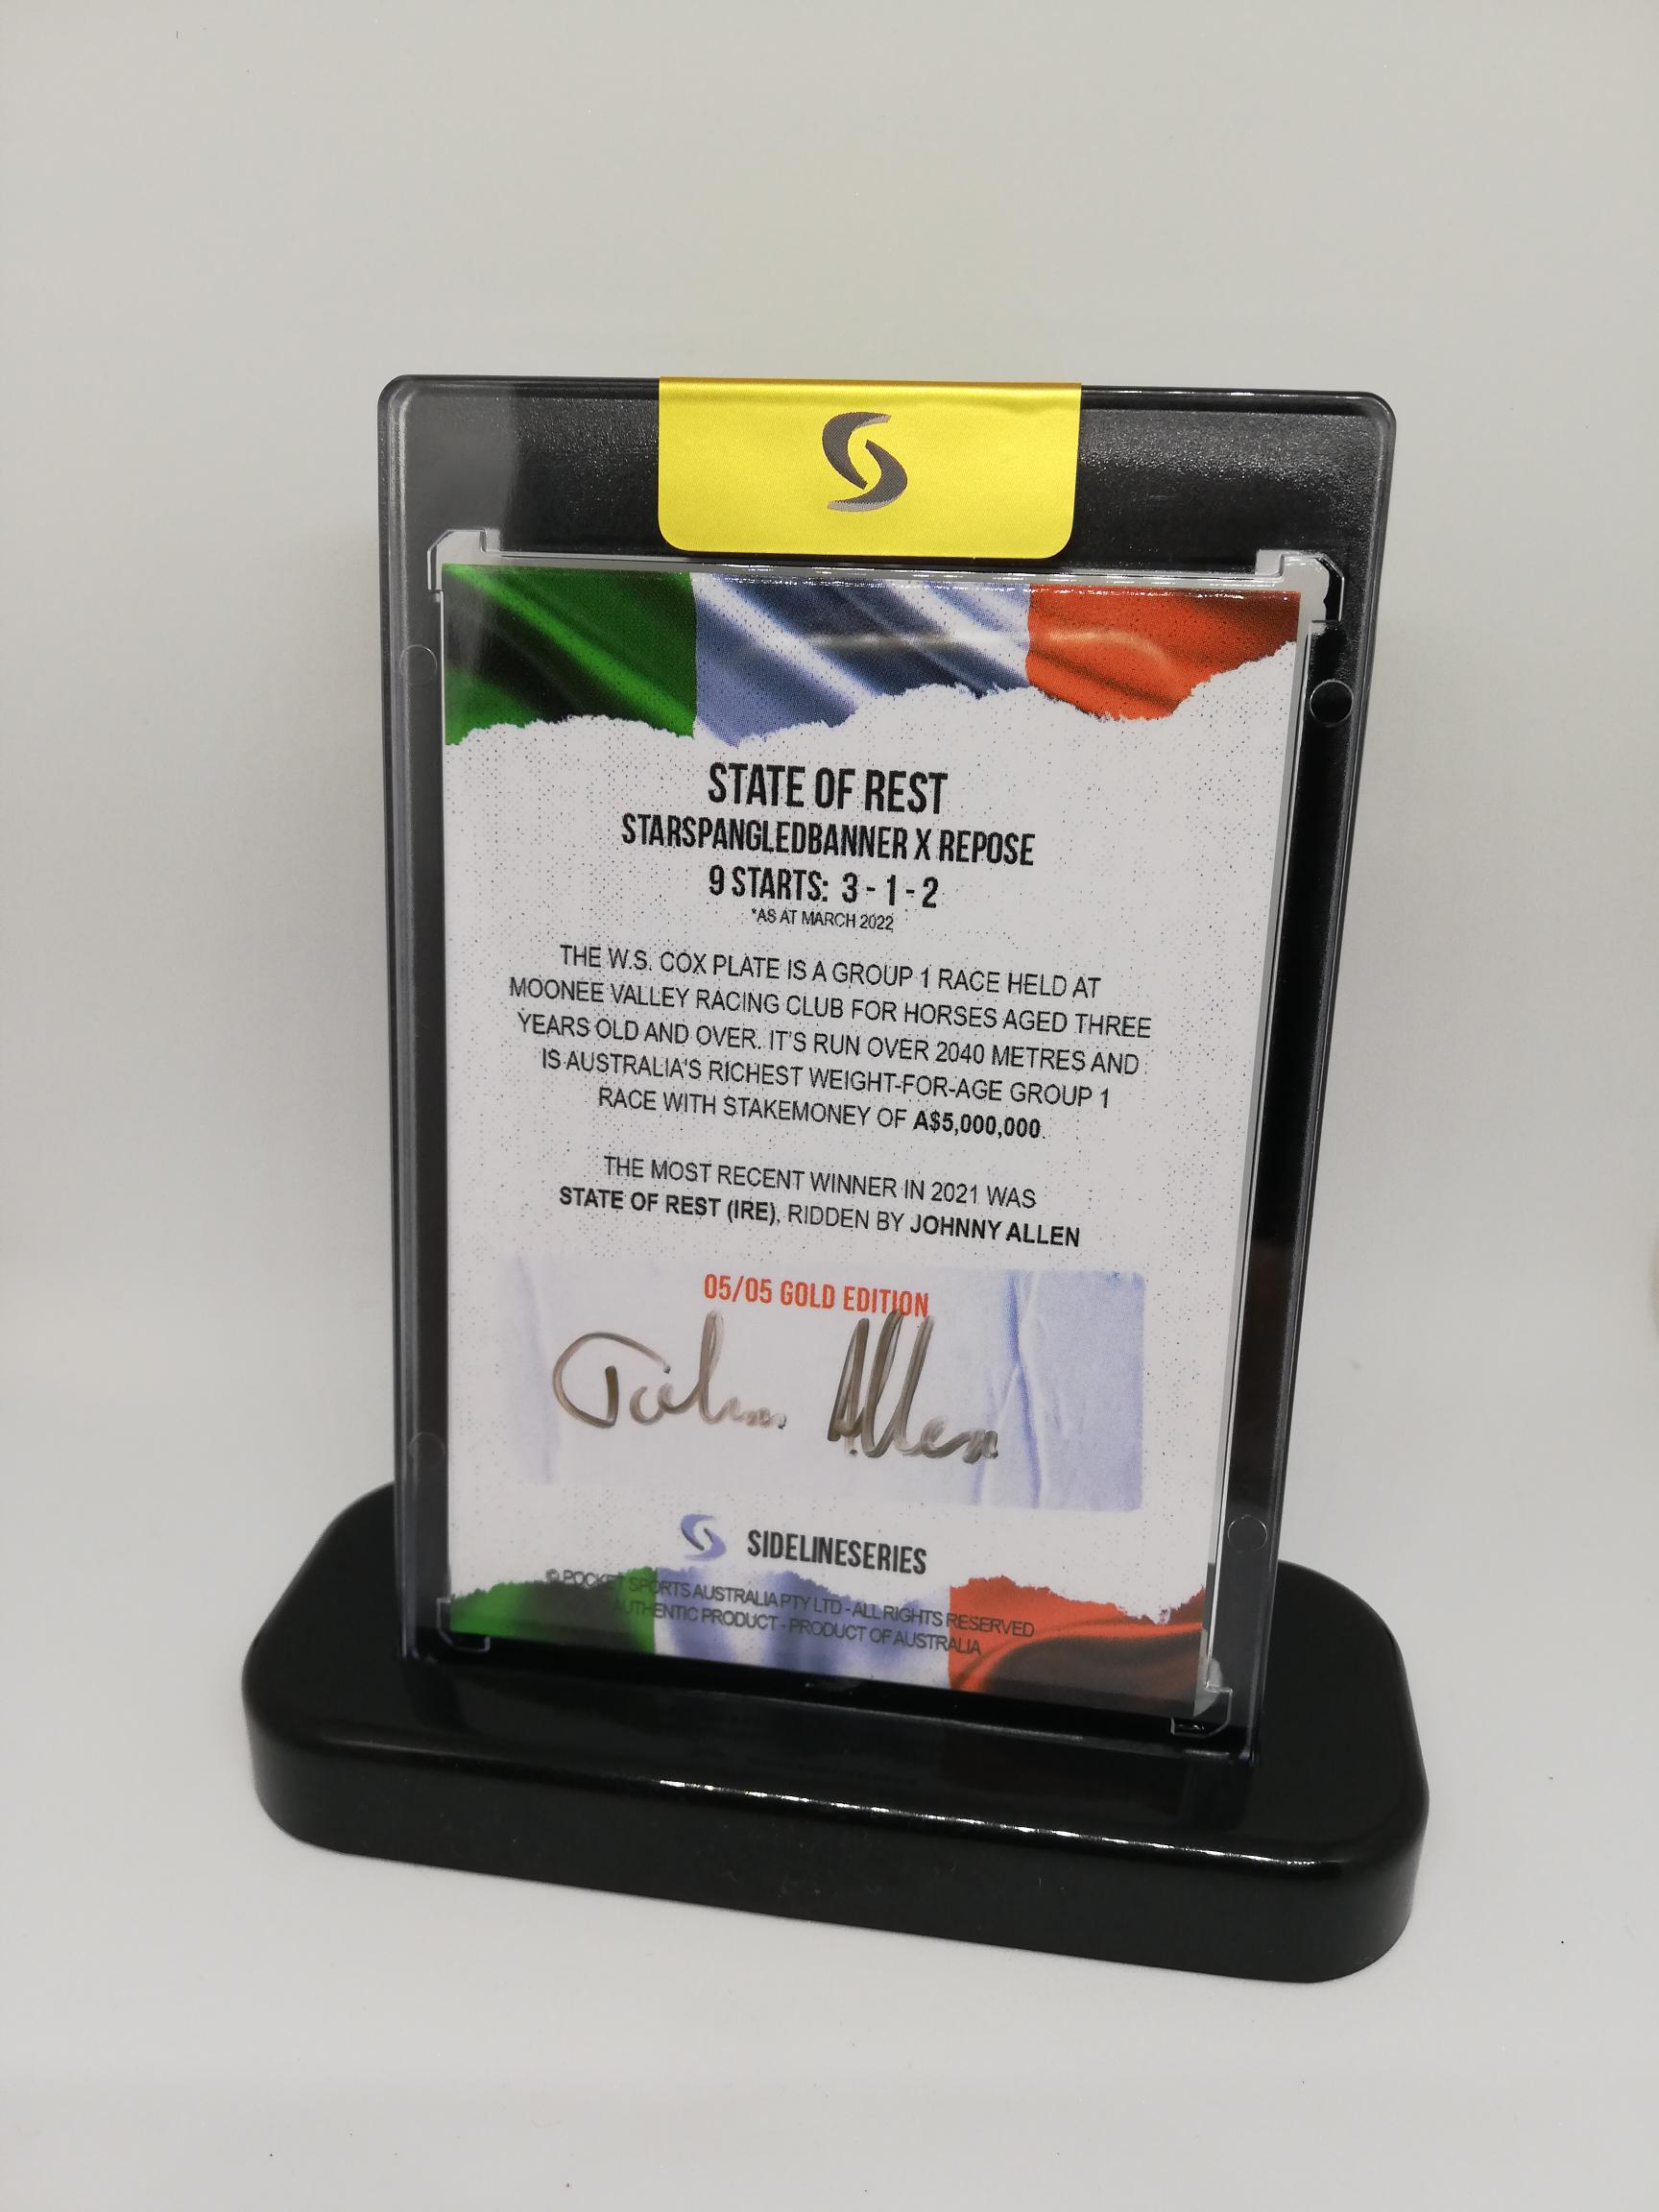 STATE OF REST
STARSPANGLEDBANNER X REPOSE
9 STARTS: 3 - 1 - 2
*AS AT MARCH 2022
THE W.S. COX PLATE IS A GROUP 1 RACE HELD AT
MOONEE VALLEY RACING CLUB FOR HORSES AGED THREE
YEARS OLD AND OVER. IT'S RUN OVER 2040 METRES AND
IS AUSTRALIA'S RICHEST WEIGHT-FOR-AGE GROUP 1
RACE WITH STAKEMONEY OF A$5,000,000.
THE MOST RECENT WINNER IN 2021 WAS
STATE OF REST (IRE), RIDDEN BY JOHNNY ALLEN
05/05 GOLD EDITION
John Allen
SIDELINESERIES
© POCKET SPORTS AUSTRALIA PTY LTD - ALL RIGHTS RESERVED
AUTHENTIC PRODUCT - PRODUCT OF AUSTRALIA